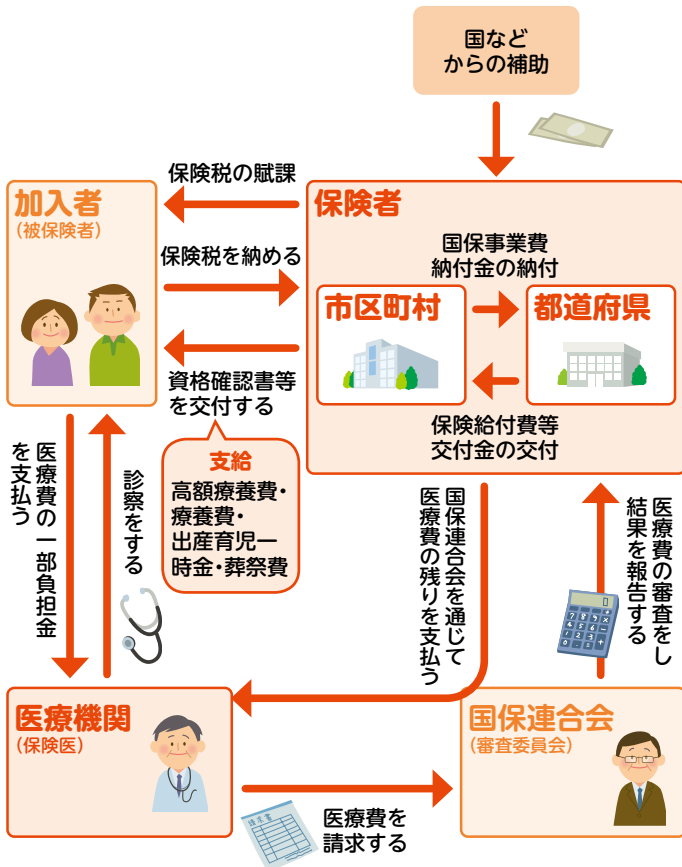 国など
からの補助
保険税の賦課
加入者
(被保険者)
保険者
保険税を納める
国保事業費
納付金の納付
市区町村
都道府県
資格確認書等
を交付する
保険給付費等
交付金の交付
支給
高額療養費・
療養費・
出産育児一
時金・葬祭費
医療費の一部負担金
を支払う
診察をする
国保連合会を通じて
医療費の残りを支払う
医療費の審査をし
結果を報告する
医療機関
(保険医)
国保連合会
(審査委員会)
請求書
医療費を
請求する